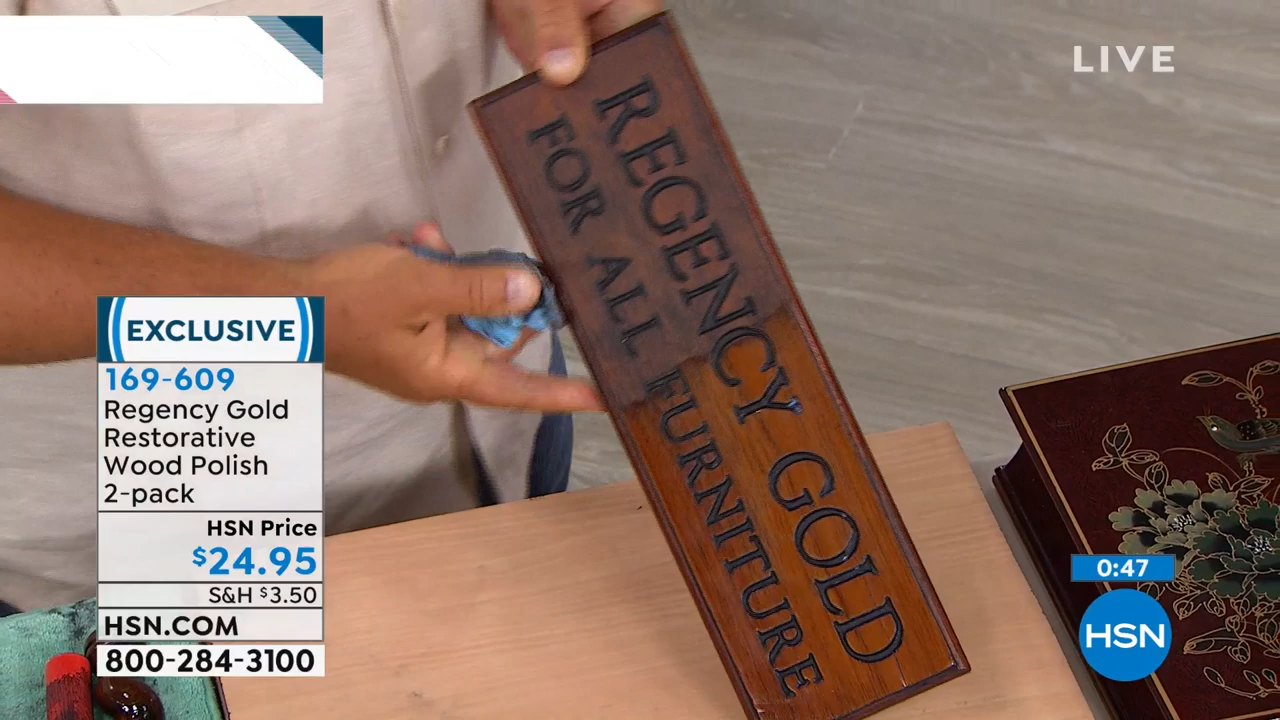 LIVE
REGENCY GOLD
FOR ALL FURNITURE
EXCLUSIVE
169-609
Regency Gold
Restorative
Wood Polish
2-pack
HSN Price
$24.95
S&H $3.50
HSN.COM
800-284-3100
0:47
HSN